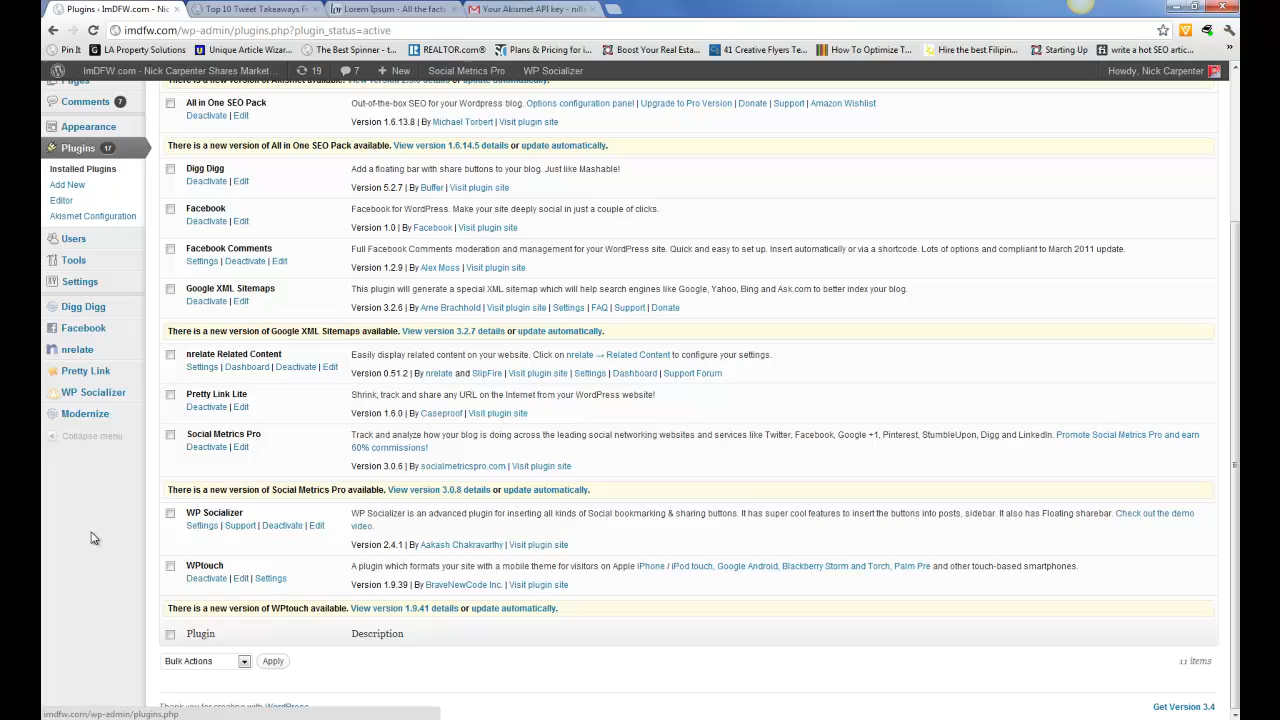 Plugins ‹ ImDFW.com - Nic ×
Top 10 Tweet Takeaways F ×
Lorem Ipsum - All the facts ×
Your Akismet API key - nill ×
imdfw.com/wp-admin/plugins.php?plugin_status=active
Pin It LA Property Solutions Unique Article Wizar... The Best Spinner - t... REALTOR.com® Plans & Pricing for i... Boost Your Real Esta... 41 Creative Flyers Te... How To Optimize T... Hire the best Filipin... Starting Up write a hot SEO artic... »
ImDFW.com - Nick Carpenter Shares Market... 19 7 + New Social Metrics Pro WP Socializer Howdy, Nick Carpenter
Pages
Comments 7
Appearance
Plugins 17
Installed Plugins
Add New
Editor
Akismet Configuration
Users
Tools
Settings
Digg Digg
Facebook
nrelate
Pretty Link
WP Socializer
Modernize
Collapse menu
All in One SEO Pack
Out-of-the-box SEO for your Wordpress blog. Options configuration panel | Upgrade to Pro Version | Donate | Support | Amazon Wishlist
Deactivate | Edit
Version 1.6.13.8 | By Michael Torbert | Visit plugin site
There is a new version of All in One SEO Pack available. View version 1.6.14.5 details or update automatically.
Digg Digg
Add a floating bar with share buttons to your blog. Just like Mashable!
Deactivate | Edit
Version 5.2.7 | By Buffer | Visit plugin site
Facebook
Facebook for WordPress. Make your site deeply social in just a couple of clicks.
Deactivate | Edit
Version 1.0 | By Facebook | Visit plugin site
Facebook Comments
Full Facebook Comments moderation and management for your WordPress site. Quick and easy to set up. Insert automatically or via a shortcode. Lots of options and compliant to March 2011 update.
Settings | Deactivate | Edit
Version 1.2.9 | By Alex Moss | Visit plugin site
Google XML Sitemaps
This plugin will generate a special XML sitemap which will help search engines like Google, Yahoo, Bing and Ask.com to better index your blog.
Deactivate | Edit
Version 3.2.6 | By Arne Brachhold | Visit plugin site | Settings | FAQ | Support | Donate
There is a new version of Google XML Sitemaps available. View version 3.2.7 details or update automatically.
nrelate Related Content
Easily display related content on your website. Click on nrelate → Related Content to configure your settings.
Settings | Dashboard | Deactivate | Edit
Version 0.51.2 | By nrelate and SlipFire | Visit plugin site | Settings | Dashboard | Support Forum
Pretty Link Lite
Shrink, track and share any URL on the Internet from your WordPress website!
Deactivate | Edit
Version 1.6.0 | By Caseproof | Visit plugin site
Social Metrics Pro
Track and analyze how your blog is doing across the leading social networking websites and services like Twitter, Facebook, Google +1, Pinterest, StumbleUpon, Digg and LinkedIn. Promote Social Metrics Pro and earn
Deactivate | Edit
60% commissions!
Version 3.0.6 | By socialmetricspro.com | Visit plugin site
There is a new version of Social Metrics Pro available. View version 3.0.8 details or update automatically.
WP Socializer
WP Socializer is an advanced plugin for inserting all kinds of Social bookmarking & sharing buttons. It has super cool features to insert the buttons into posts, sidebar. It also has Floating sharebar. Check out the demo
Settings | Support | Deactivate | Edit
video.
Version 2.4.1 | By Aakash Chakravarthy | Visit plugin site
WPtouch
A plugin which formats your site with a mobile theme for visitors on Apple iPhone / iPod touch, Google Android, Blackberry Storm and Torch, Palm Pre and other touch-based smartphones.
Deactivate | Edit | Settings
Version 1.9.39 | By BraveNewCode Inc. | Visit plugin site
There is a new version of WPtouch available. View version 1.9.41 details or update automatically.
Plugin Description
Bulk Actions Apply 11 items
Thank you for creating with WordPress.
Get Version 3.4
imdfw.com/wp-admin/plugins.php